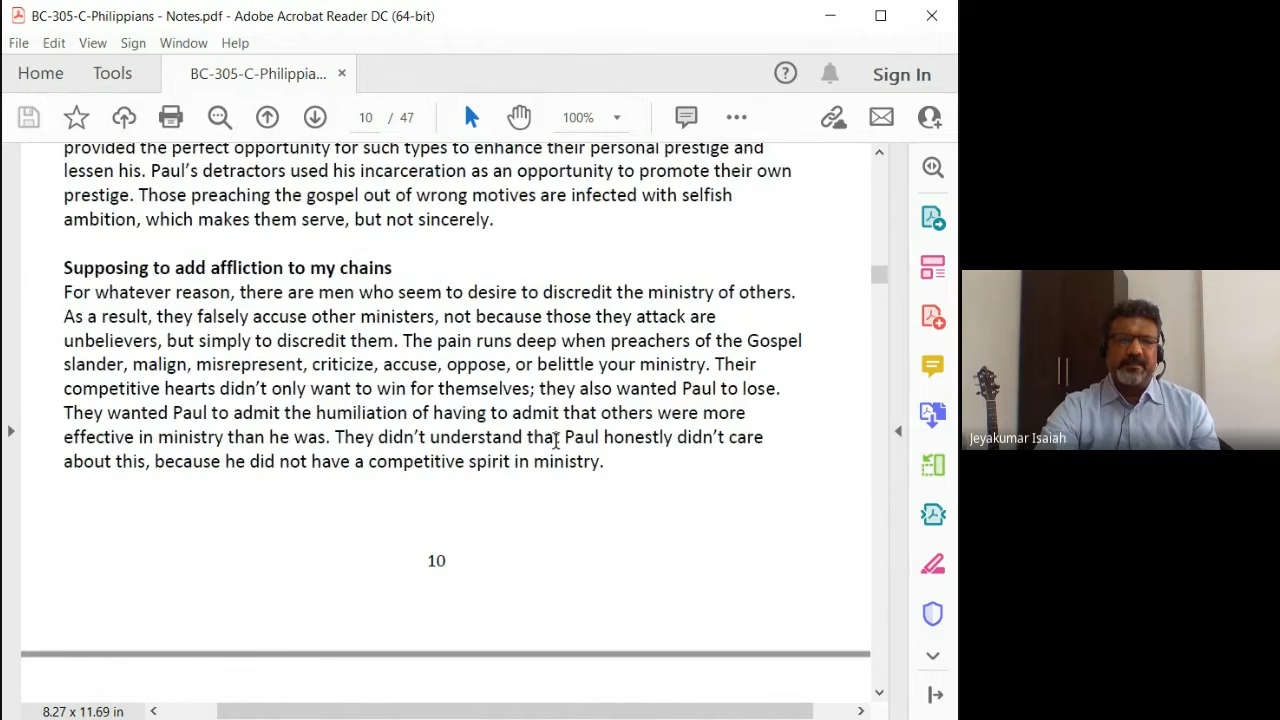 BC-305-C-Philippians - Notes.pdf - Adobe Acrobat Reader DC (64-bit)
File Edit View Sign Window Help
Home Tools BC-305-C-Philippia... × Sign In
10 / 47 100%
provided the perfect opportunity for such types to enhance their personal prestige and
lessen his. Paul’s detractors used his incarceration as an opportunity to promote their own
prestige. Those preaching the gospel out of wrong motives are infected with selfish
ambition, which makes them serve, but not sincerely.
Supposing to add affliction to my chains
For whatever reason, there are men who seem to desire to discredit the ministry of others.
As a result, they falsely accuse other ministers, not because those they attack are
unbelievers, but simply to discredit them. The pain runs deep when preachers of the Gospel
slander, malign, misrepresent, criticize, accuse, oppose, or belittle your ministry. Their
competitive hearts didn’t only want to win for themselves; they also wanted Paul to lose.
They wanted Paul to admit the humiliation of having to admit that others were more
effective in ministry than he was. They didn’t understand that Paul honestly didn’t care
about this, because he did not have a competitive spirit in ministry.
10
8.27 x 11.69 in
Jeyakumar Isaiah